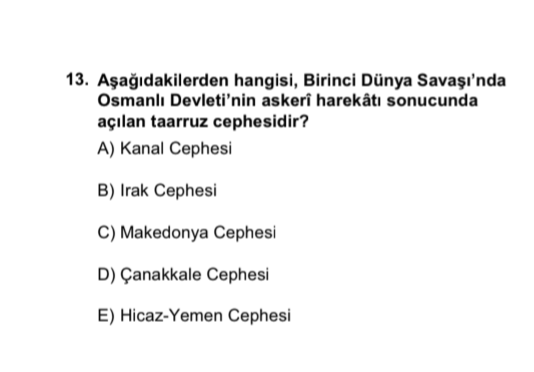 13. Aşağıdakilerden hangisi, Birinci Dünya Savaşı'nda
Osmanlı Devleti'nin askerî harekâtı sonucunda
açılan taarruz cephesidir?
A) Kanal Cephesi
B) Irak Cephesi
C) Makedonya Cephesi
D) Çanakkale Cephesi
E) Hicaz-Yemen Cephesi